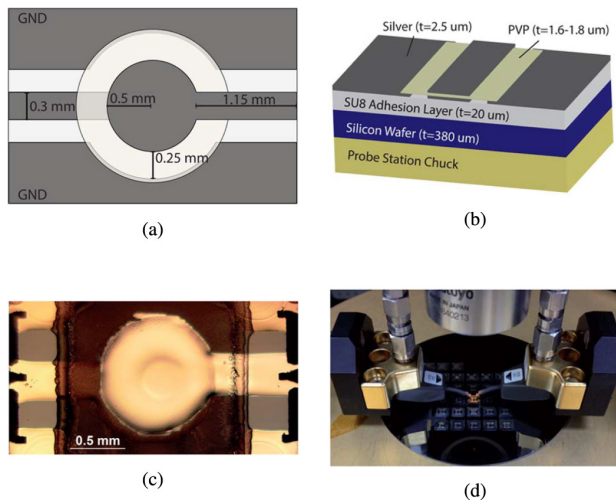 GND
0.3 mm
0.5 mm
1.15 mm
0.25 mm
GND
(a)
Silver (t=2.5 um)
PVP (t=1.6-1.8 um)
SU8 Adhesion Layer (t=20 um)
Silicon Wafer (t=380 um)
Probe Station Chuck
(b)
0.5 mm
(c)
JAPAN
(d)